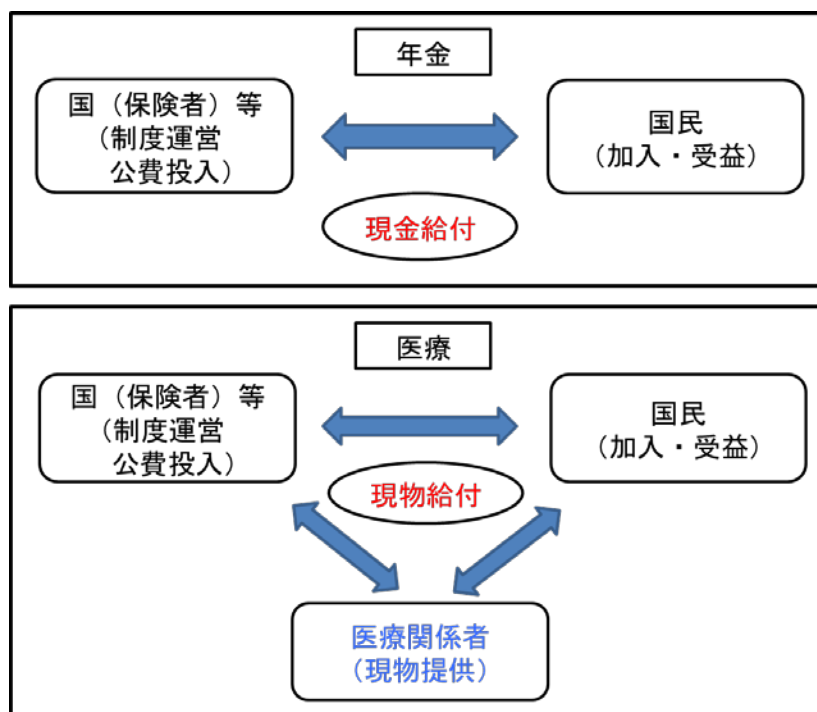 年金
国（保険者）等
（制度運営
公費投入）
国民
（加入・受益）
現金給付
医療
国（保険者）等
（制度運営
公費投入）
国民
（加入・受益）
現物給付
医療関係者
（現物提供）